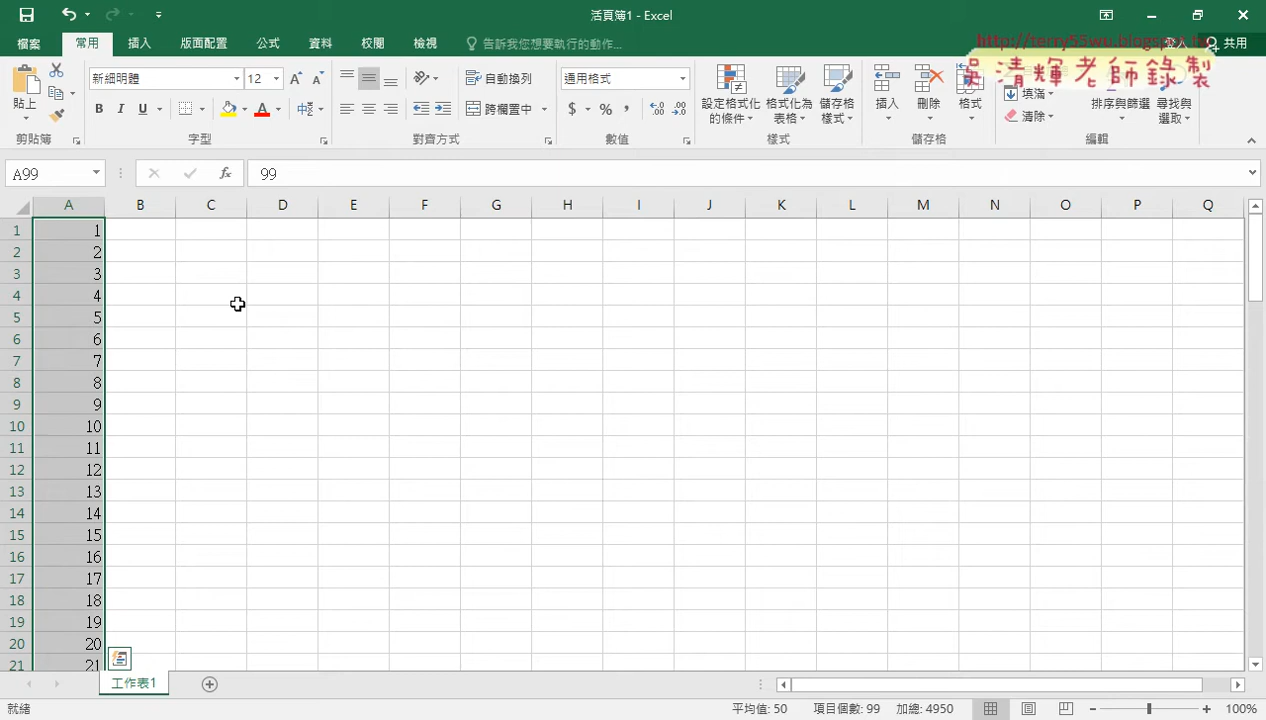 活頁簿1 - Excel
http://terry55wu.blogspot.tw
吳清輝老師錄製
檔案 常用 插入 版面配置 公式 資料 校閱 檢視 告訴我您想要執行的動作... 登入 共用
貼上 新細明體 12 自動換列 通用格式 設定格式化的條件 格式化為表格 儲存格樣式 插入 刪除 格式 填滿 清除 排序與篩選 尋找與選取
B I U 跨欄置中 $ % ,
剪貼簿 字型 對齊方式 數值 樣式 儲存格 編輯
A99 fx 99
A B C D E F G H I J K L M N O P Q
1 1
2 2
3 3
4 4
5 5
6 6
7 7
8 8
9 9
10 10
11 11
12 12
13 13
14 14
15 15
16 16
17 17
18 18
19 19
20 20
21 21
工作表1
就緒 平均值: 50 項目個數: 99 加總: 4950 100%